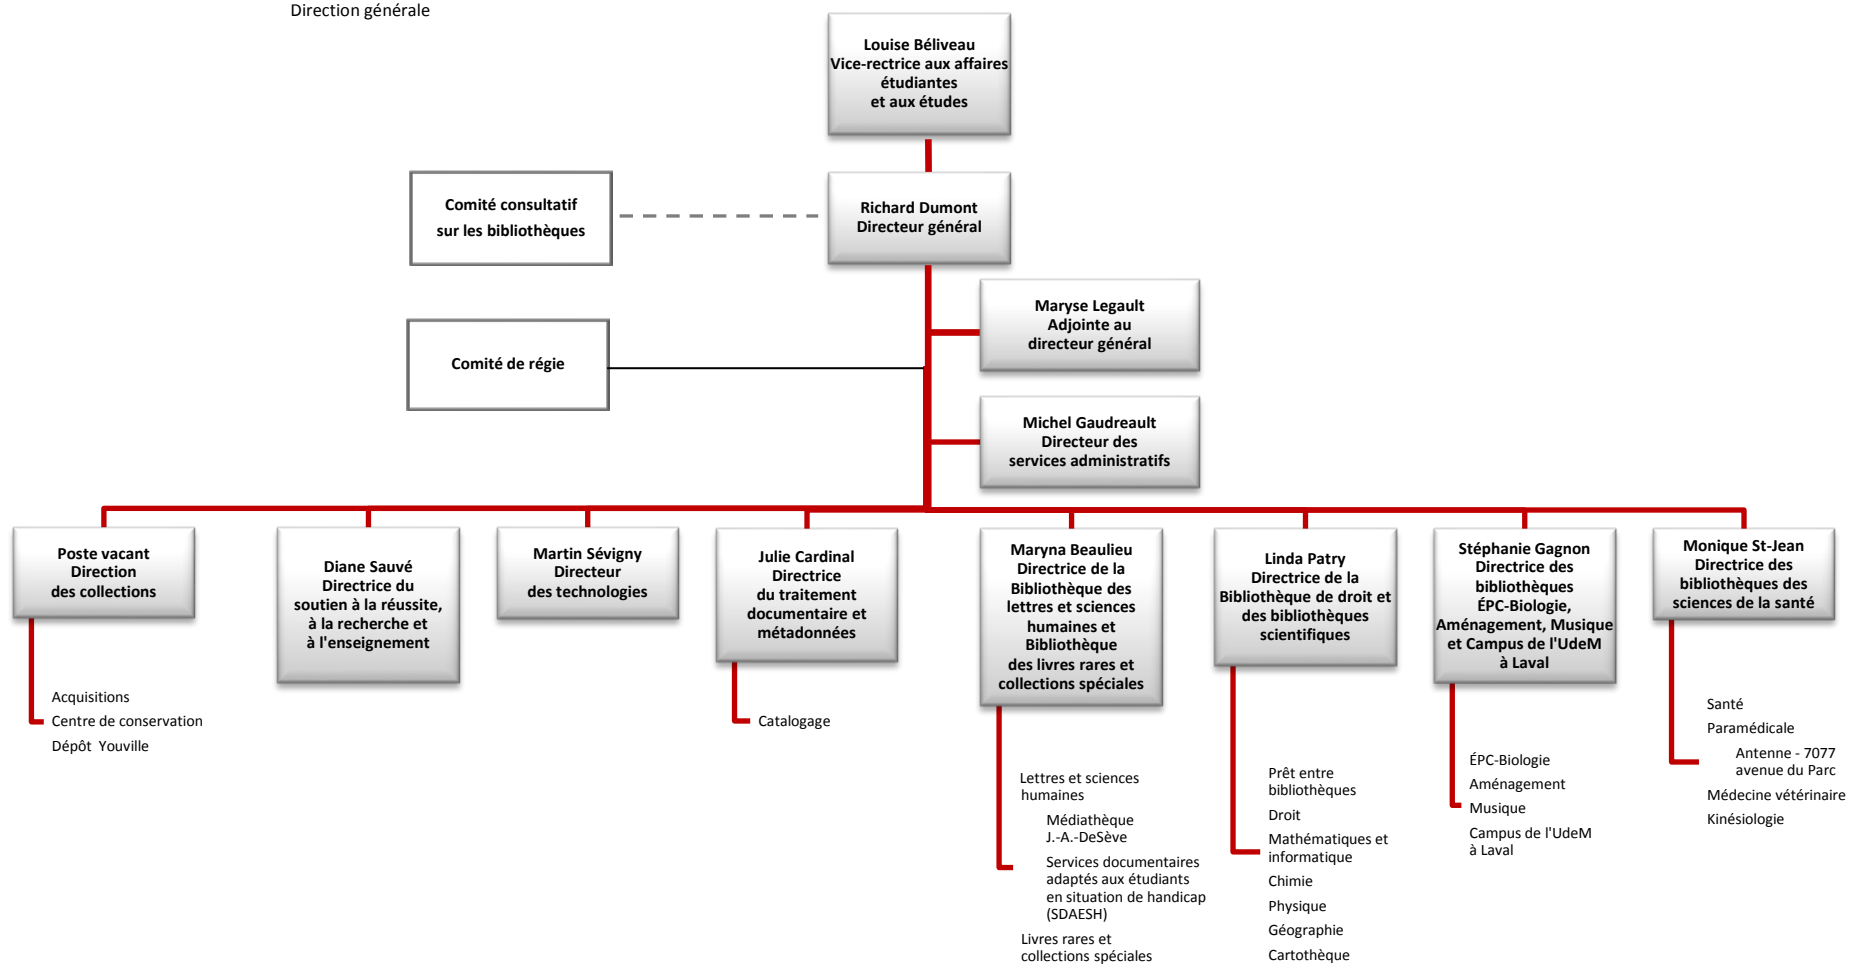 Direction générale
Louise Béliveau
Vice-rectrice aux affaires
étudiantes
et aux études
Comité consultatif
sur les bibliothèques
Richard Dumont
Directeur général
Maryse Legault
Adjointe au
directeur général
Comité de régie
Michel Gaudreault
Directeur des
services administratifs
Poste vacant
Direction
des collections
Acquisitions
Centre de conservation
Dépôt Youville
Diane Sauvé
Directrice du
soutien à la réussite,
à la recherche et
à l'enseignement
Martin Sévigny
Directeur
des technologies
Julie Cardinal
Directrice
du traitement
documentaire et
métadonnées
Catalogage
Maryna Beaulieu
Directrice de la
Bibliothèque des
lettres et sciences
humaines et
Bibliothèque
des livres rares et
collections spéciales
Lettres et sciences
humaines
Médiathèque
J.-A.-DeSève
Services documentaires
adaptés aux étudiants
en situation de handicap
(SDAESH)
Livres rares et
collections spéciales
Linda Patry
Directrice de la
Bibliothèque de droit et
des bibliothèques
scientifiques
Prêt entre
bibliothèques
Droit
Mathématiques et
informatique
Chimie
Physique
Géographie
Cartothèque
Stéphanie Gagnon
Directrice des
bibliothèques
ÉPC-Biologie,
Aménagement, Musique
et Campus de l'UdeM
à Laval
ÉPC-Biologie
Aménagement
Musique
Campus de l'UdeM
à Laval
Monique St-Jean
Directrice des
bibliothèques des
sciences de la santé
Santé
Paramédicale
Antenne - 7077
avenue du Parc
Médecine vétérinaire
Kinésiologie